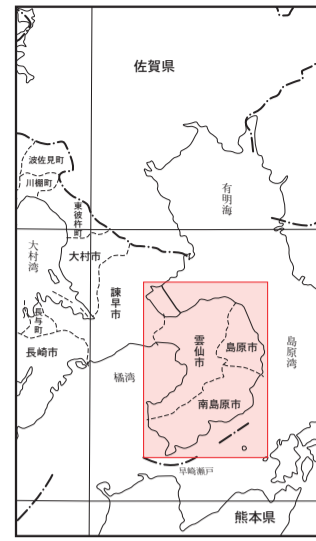 佐賀県
波佐見町
川棚町
東彼杵町
有明海
大村湾
大村市
諫早市
長与町
長崎市
橘湾
雲仙市
島原市
島原湾
南島原市
早崎瀬戸
熊本県